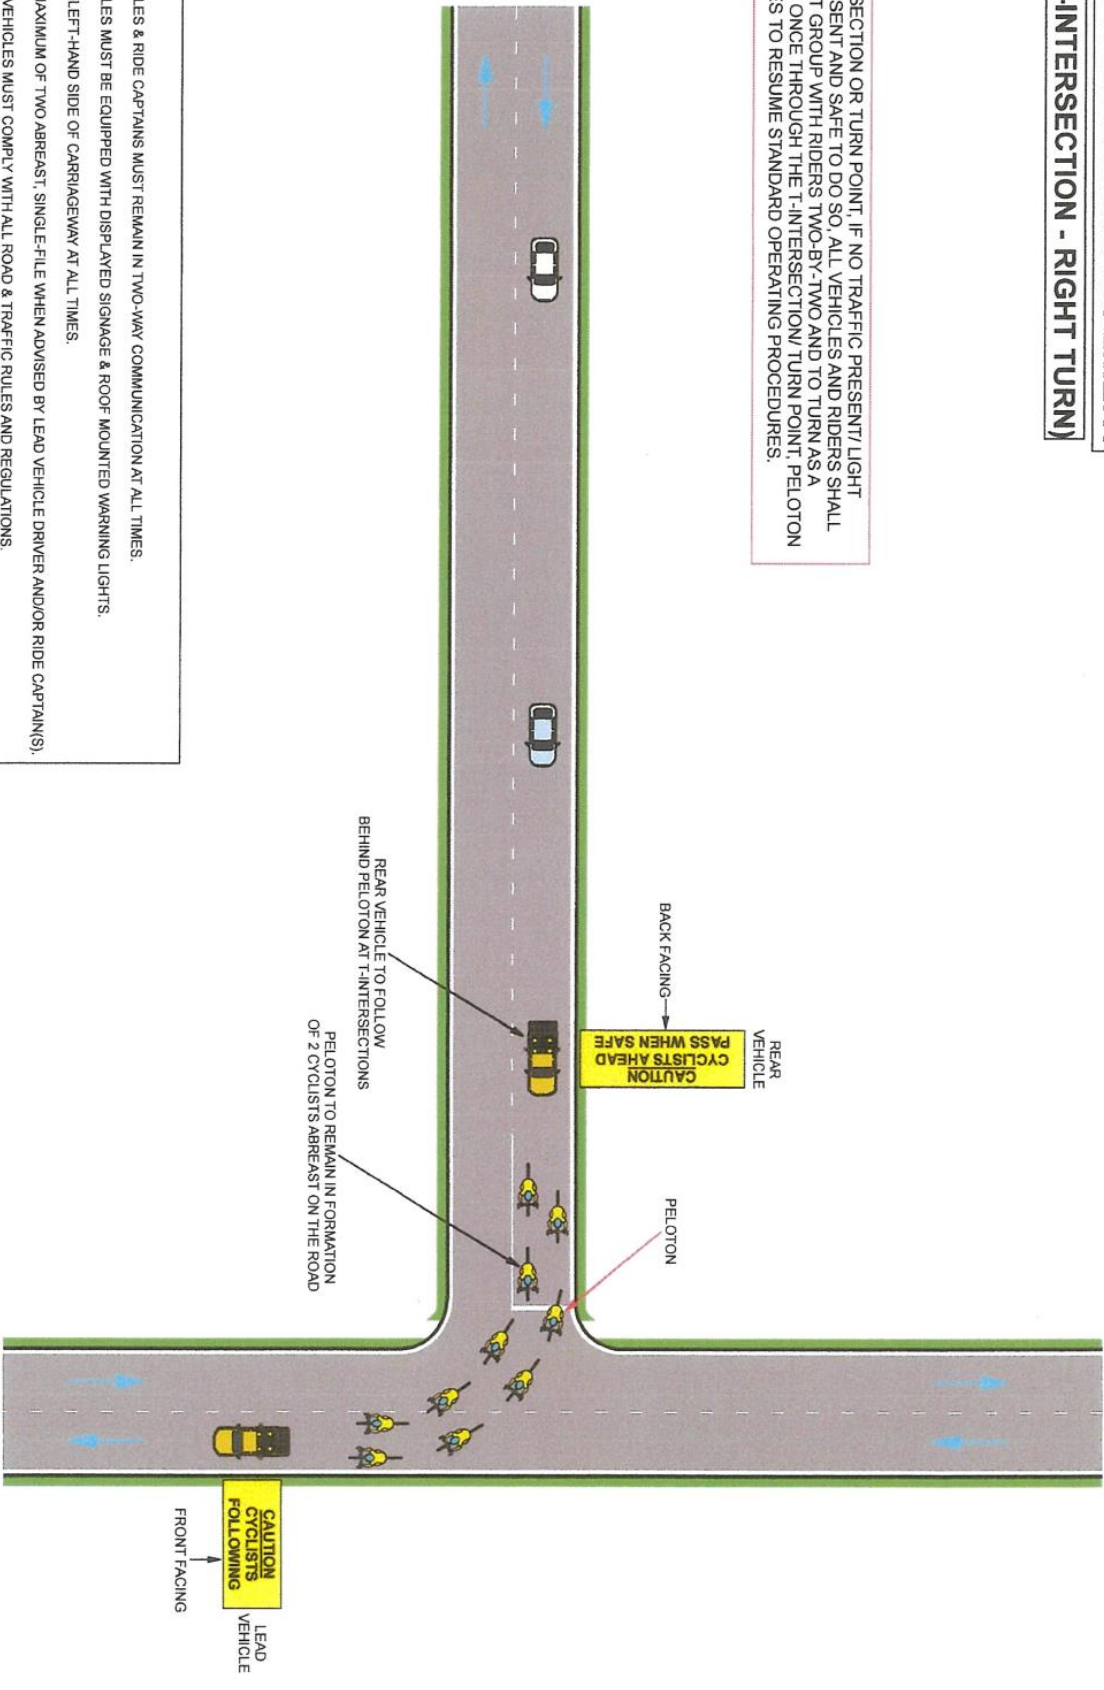 -INTERSECTION - RIGHT TURN)
SECTION OR TURN POINT, IF NO TRAFFIC PRESENT/ LIGHT
SENT AND SAFE TO DO SO, ALL VEHICLES AND RIDERS SHALL
T GROUP WITH RIDERS TWO-BY-TWO AND TO TURN AS A
ONCE THROUGH THE T-INTERSECTION/ TURN POINT, PELOTON
ES TO RESUME STANDARD OPERATING PROCEDURES.
REAR
VEHICLE
BACK FACING
CAUTION
CYCLISTS AHEAD
PASS WHEN SAFE
PELOTON
REAR VEHICLE TO FOLLOW
BEHIND PELOTON AT T-INTERSECTIONS
PELOTON TO REMAIN IN FORMATION
OF 2 CYCLISTS ABREAST ON THE ROAD
CAUTION
CYCLISTS
FOLLOWING
LEAD
VEHICLE
FRONT FACING
LES & RIDE CAPTAINS MUST REMAIN IN TWO-WAY COMMUNICATION AT ALL TIMES.
LES MUST BE EQUIPPED WITH DISPLAYED SIGNAGE & ROOF MOUNTED WARNING LIGHTS.
LEFT-HAND SIDE OF CARRIAGEWAY AT ALL TIMES.
MAXIMUM OF TWO ABREAST, SINGLE-FILE WHEN ADVISED BY LEAD VEHICLE DRIVER AND/OR RIDE CAPTAIN(S).
VEHICLES MUST COMPLY WITH ALL ROAD & TRAFFIC RULES AND REGULATIONS.